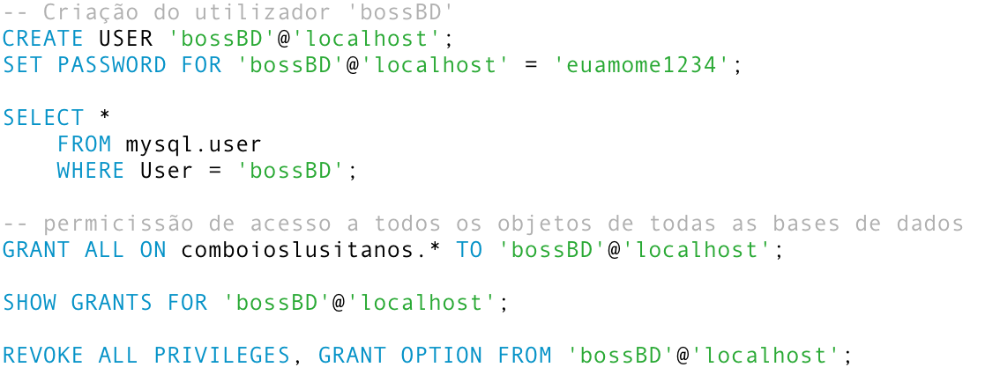 -- Criação do utilizador 'bossBD'
CREATE USER 'bossBD'@'localhost';
SET PASSWORD FOR 'bossBD'@'localhost' = 'euamome1234';
SELECT *
FROM mysql.user
WHERE User = 'bossBD';
-- permicissão de acesso a todos os objetos de todas as bases de dados
GRANT ALL ON comboioslusitanos.* TO 'bossBD'@'localhost';
SHOW GRANTS FOR 'bossBD'@'localhost';
REVOKE ALL PRIVILEGES, GRANT OPTION FROM 'bossBD'@'localhost';